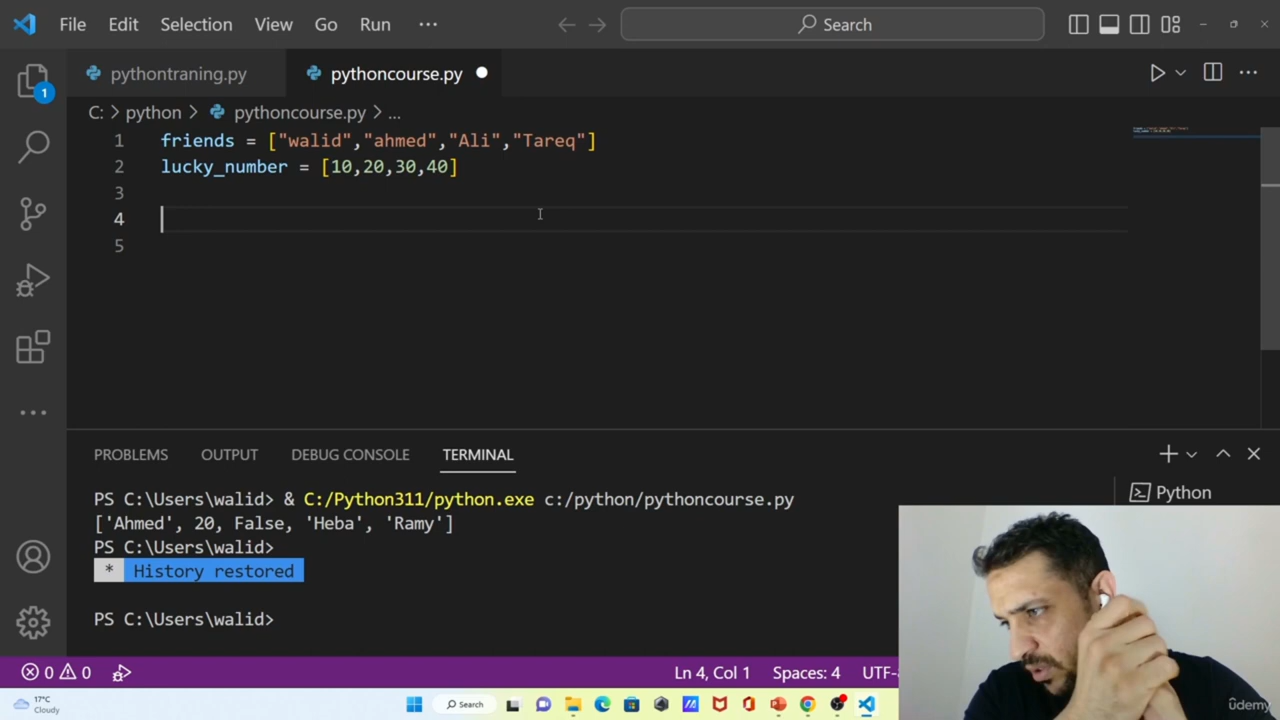 File Edit Selection View Go Run ··· Search
pythontraning.py pythoncourse.py
1
C: > python > pythoncourse.py > ...
1 friends = ["walid","ahmed","Ali","Tareq"]
2 lucky_number = [10,20,30,40]
3
4
5
PROBLEMS OUTPUT DEBUG CONSOLE TERMINAL
PS C:\Users\walid> & C:/Python311/python.exe c:/python/pythoncourse.py
Python
['Ahmed', 20, False, 'Heba', 'Ramy']
PS C:\Users\walid>
* History restored
PS C:\Users\walid>
0 0 Ln 4, Col 1 Spaces: 4 UTF-
17°C
Cloudy
Search
udemy